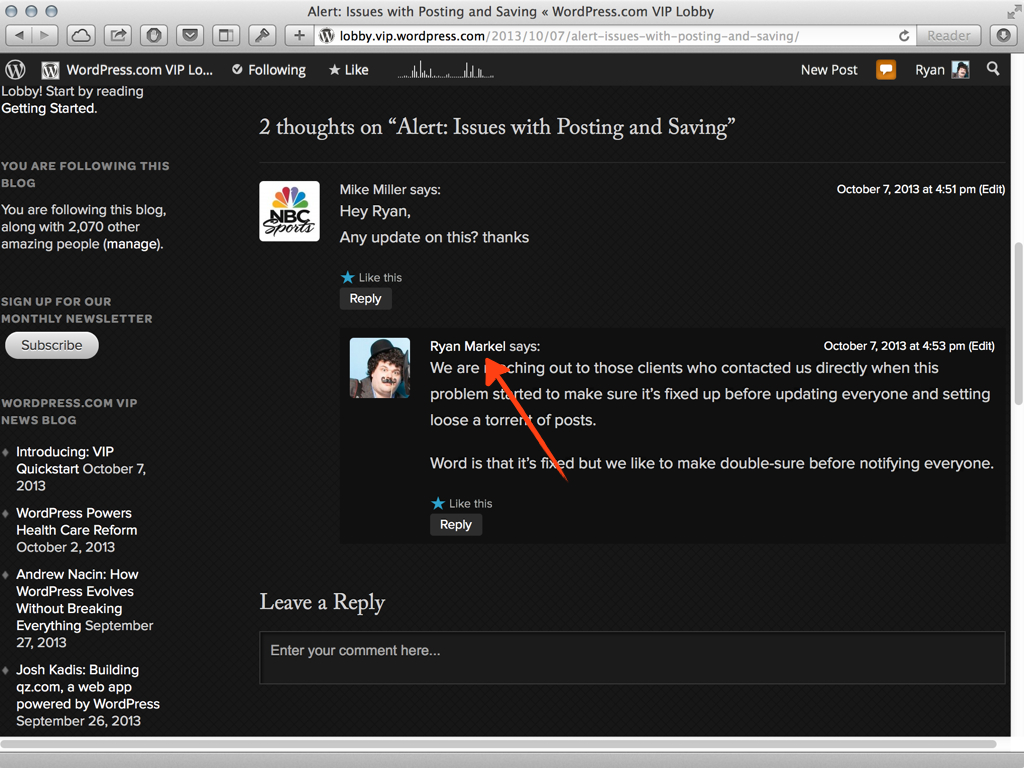 Alert: Issues with Posting and Saving « WordPress.com VIP Lobby
lobby.vip.wordpress.com/2013/10/07/alert-issues-with-posting-and-saving/
Reader
WordPress.com VIP Lo...
Following
Like
New Post
Ryan
Lobby! Start by reading
Getting Started.
YOU ARE FOLLOWING THIS
BLOG
You are following this blog,
along with 2,070 other
amazing people (manage).
SIGN UP FOR OUR
MONTHLY NEWSLETTER
Subscribe
WORDPRESS.COM VIP
NEWS BLOG
Introducing: VIP
Quickstart October 7,
2013
WordPress Powers
Health Care Reform
October 2, 2013
Andrew Nacin: How
WordPress Evolves
Without Breaking
Everything September
27, 2013
Josh Kadis: Building
qz.com, a web app
powered by WordPress
September 26, 2013
2 thoughts on “Alert: Issues with Posting and Saving”
NBC
Sports
Mike Miller says:
October 7, 2013 at 4:51 pm (Edit)
Hey Ryan,
Any update on this? thanks
Like this
Reply
Ryan Markel says:
October 7, 2013 at 4:53 pm (Edit)
We are reaching out to those clients who contacted us directly when this
problem started to make sure it’s fixed up before updating everyone and setting
loose a torrent of posts.
Word is that it’s fixed but we like to make double-sure before notifying everyone.
Like this
Reply
Leave a Reply
Enter your comment here...